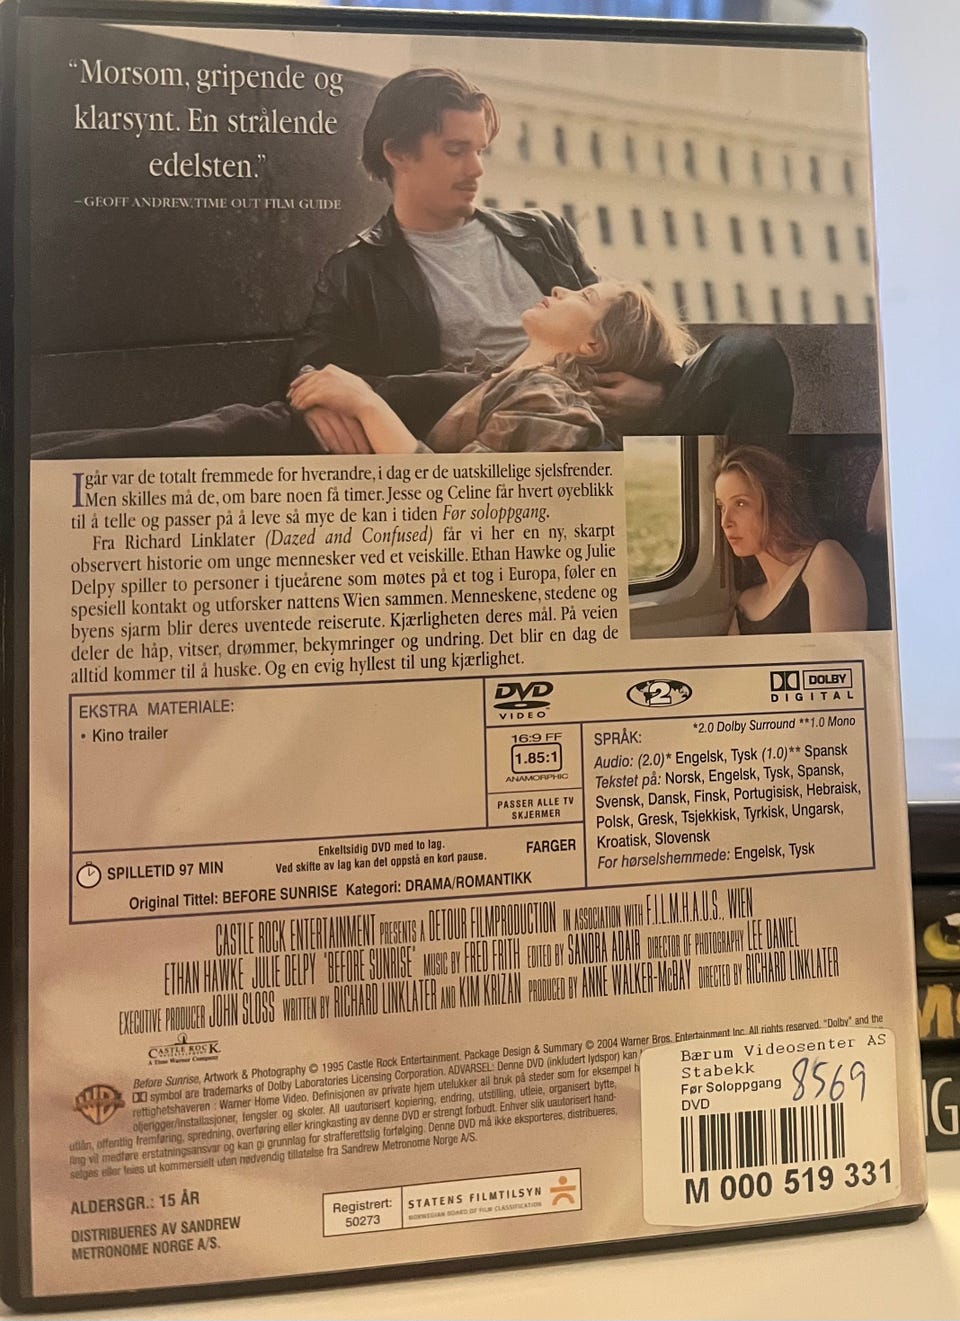 “Morsom, gripende og
klarsynt. En strålende
edelsten.”
–GEOFF ANDREW, TIME OUT FILM GUIDE
Igår var de totalt fremmede for hverandre, i dag er de uatskillelige sjelsfrender.
Men skilles må de, om bare noen få timer. Jesse og Celine får hvert øyeblikk
til å telle og passer på å leve så mye de kan i tiden Før soloppgang.
Fra Richard Linklater (Dazed and Confused) får vi her en ny, skarpt
observert historie om unge mennesker ved et veiskille. Ethan Hawke og Julie
Delpy spiller to personer i tjueårene som møtes på et tog i Europa, føler en
spesiell kontakt og utforsker nattens Wien sammen. Menneskene, stedene og
byens sjarm blir deres uventede reiserute. Kjærligheten deres mål. På veien
deler de håp, vitser, drømmer, bekymringer og undring. Det blir en dag de
alltid kommer til å huske. Og en evig hyllest til ung kjærlighet.
EKSTRA MATERIALE:
• Kino trailer
DVD
VIDEO
2
DOLBY
DIGITAL
16:9 FF
1.85:1
ANAMORPHIC
PASSER ALLE TV
SKJERMER
*2.0 Dolby Surround **1.0 Mono
SPRÅK:
Audio: (2.0)* Engelsk, Tysk (1.0)** Spansk
Tekstet på: Norsk, Engelsk, Tysk, Spansk,
Svensk, Dansk, Finsk, Portugisisk, Hebraisk,
Polsk, Gresk, Tsjekkisk, Tyrkisk, Ungarsk,
Kroatisk, Slovensk
For hørselshemmede: Engelsk, Tysk
SPILLETID 97 MIN
Enkeltsidig DVD med to lag.
Ved skifte av lag kan det oppstå en kort pause.
FARGER
Original Tittel: BEFORE SUNRISE Kategori: DRAMA/ROMANTIKK
CASTLE ROCK ENTERTAINMENT PRESENTS A DETOUR FILMPRODUCTION IN ASSOCIATION WITH F.I.L.M.H.A.U.S., WIEN
ETHAN HAWKE JULIE DELPY ‘BEFORE SUNRISE’ MUSIC BY FRED FRITH EDITED BY SANDRA ADAIR DIRECTOR OF PHOTOGRAPHY LEE DANIEL
EXECUTIVE PRODUCER JOHN SLOSS WRITTEN BY RICHARD LINKLATER AND KIM KRIZAN PRODUCED BY ANNE WALKER-McBAY DIRECTED BY RICHARD LINKLATER
CASTLE ROCK
ENTERTAINMENT
A Time Warner Company
WB
Before Sunrise, Artwork & Photography © 1995 Castle Rock Entertainment. Package Design & Summary © 2004 Warner Bros. Entertainment Inc. All rights reserved. "Dolby" and the
symbol are trademarks of Dolby Laboratories Licensing Corporation. ADVARSEL: Denne DVD (inkludert lydspor) kan
rettighetshaveren : Warner Home Video. Definisjonen av private hjem utelukker all bruk på steder som for eksempel h
oljerigger/installasjoner, fengsler og skoler. All uautorisert kopiering, endring, utstilling, utleie, organisert bytte,
utlån, offentlig fremføring, spredning, overføring eller kringkasting av denne DVD er strengt forbudt. Enhver slik uautorisert hand-
ling vil medføre erstatningsansvar og kan gi grunnlag for strafferettslig forfølging. Denne DVD må ikke eksporteres, distribueres,
selges eller leies ut kommersielt uten nødvendig tillatelse fra Sandrew Metronome Norge A/S.
Bærum Videosenter AS
Stabekk
Før Soloppgang
DVD
8569
M 000 519 331
ALDERSGR.: 15 ÅR
DISTRIBUERES AV SANDREW
METRONOME NORGE A/S.
Registrert:
50273
STATENS FILMTILSYN
NORWEGIAN BOARD OF FILM CLASSIFICATION